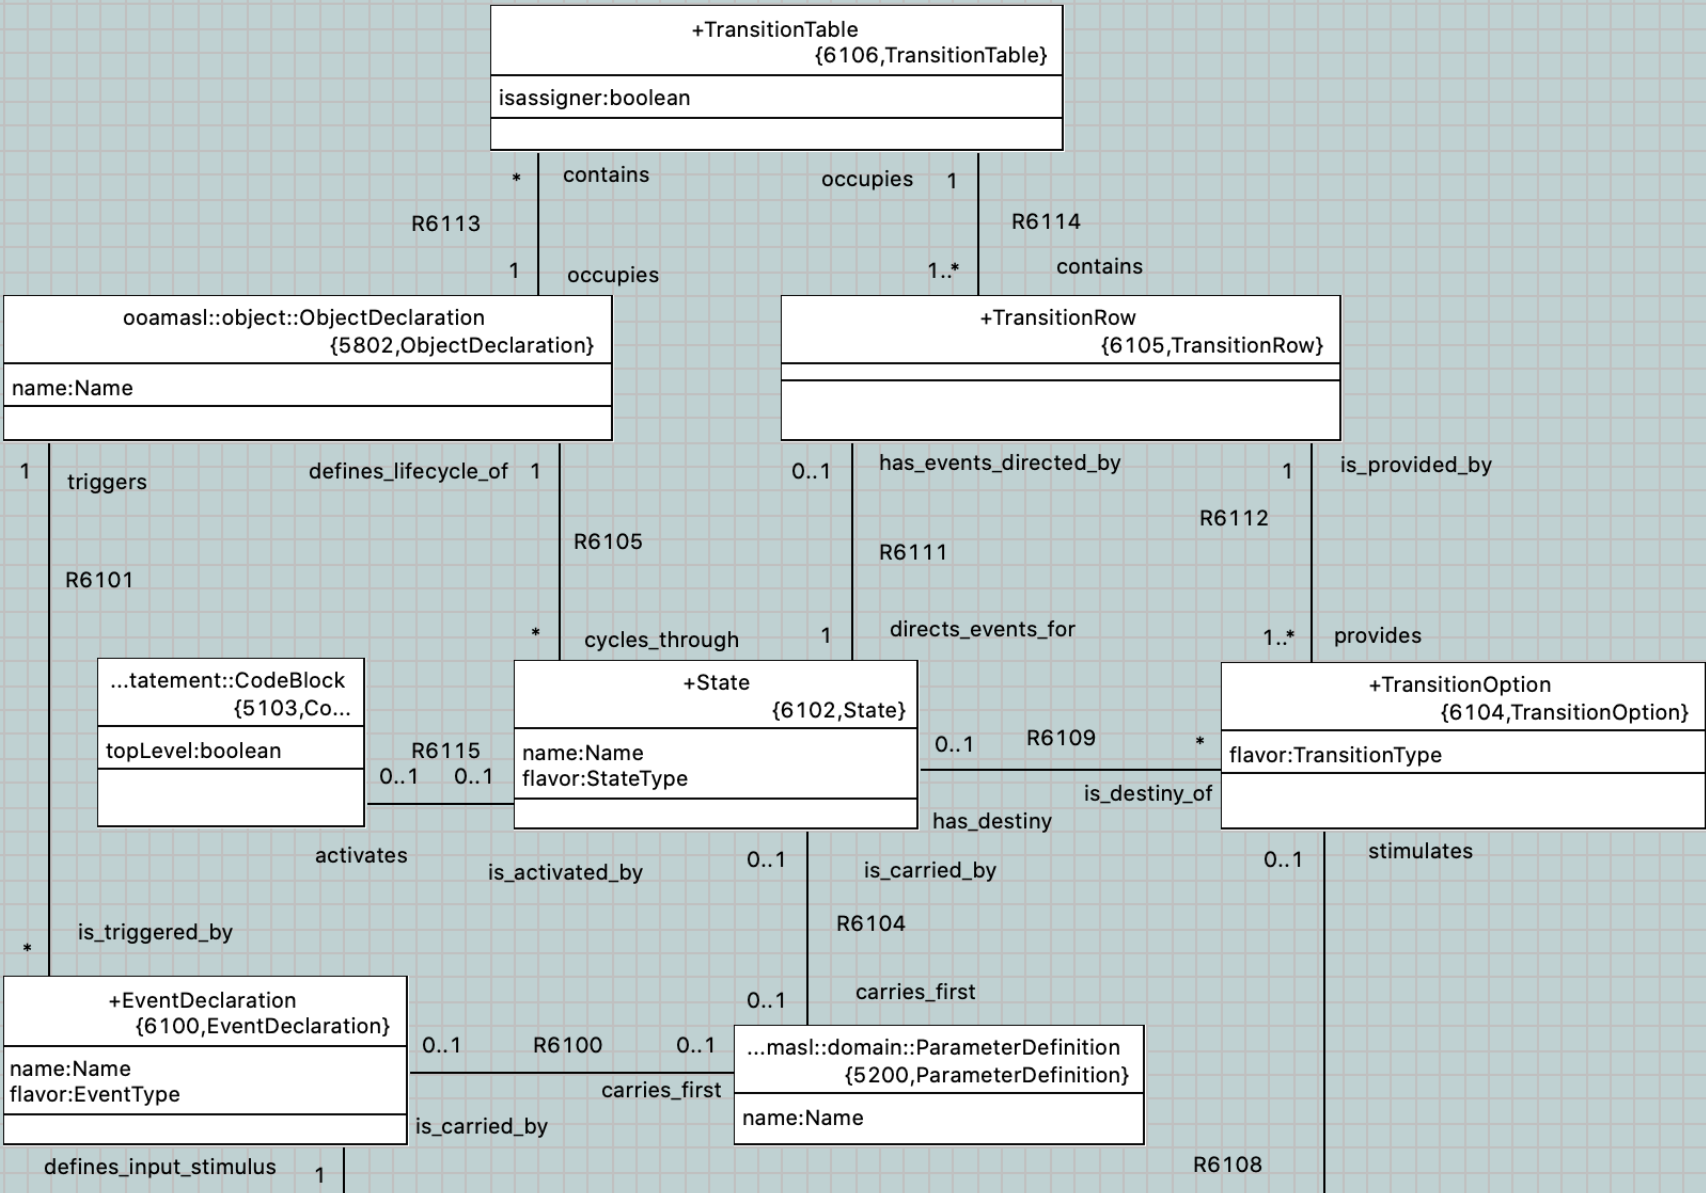 +TransitionTable
{6106,TransitionTable}
isassigner:boolean
* contains
occupies 1
R6113
R6114
1 occupies
1..* contains
ooamasl::object::ObjectDeclaration
{5802,ObjectDeclaration}
name:Name
+TransitionRow
{6105,TransitionRow}
1 triggers
defines_lifecycle_of 1
0..1 has_events_directed_by
1 is_provided_by
R6112
R6105
R6111
R6101
* cycles_through
1 directs_events_for
1..* provides
...tatement::CodeBlock
{5103,Co...
topLevel:boolean
R6115
0..1 0..1
+State
{6102,State}
name:Name
flavor:StateType
0..1 R6109 *
is_destiny_of
has_destiny
+TransitionOption
{6104,TransitionOption}
flavor:TransitionType
activates
is_activated_by
0..1 is_carried_by
0..1 stimulates
R6104
* is_triggered_by
0..1 carries_first
+EventDeclaration
{6100,EventDeclaration}
name:Name
flavor:EventType
0..1 R6100 0..1
carries_first
is_carried_by
...masl::domain::ParameterDefinition
{5200,ParameterDefinition}
name:Name
defines_input_stimulus 1
R6108